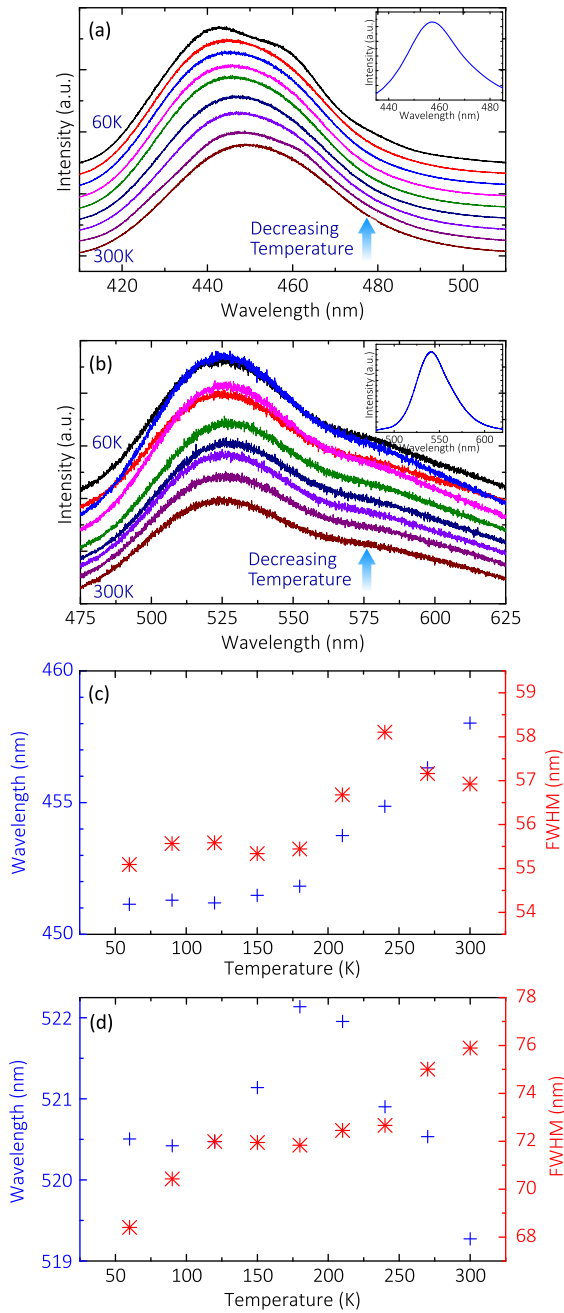 (a)
Intensity (a.u.)
60K
300K
Decreasing
Temperature
420 440 460 480 500
Wavelength (nm)
Intensity (a.u.)
440 460 480
Wavelength (nm)
(b)
Intensity (a.u.)
60K
300K
Decreasing
Temperature
475 500 525 550 575 600 625
Wavelength (nm)
Intensity (a.u.)
500 550 600
Wavelength (nm)
(c)
Wavelength (nm)
460
455
450
FWHM (nm)
59
58
57
56
55
54
50 100 150 200 250 300
Temperature (K)
(d)
Wavelength (nm)
522
521
520
519
FWHM (nm)
78
76
74
72
70
68
50 100 150 200 250 300
Temperature (K)